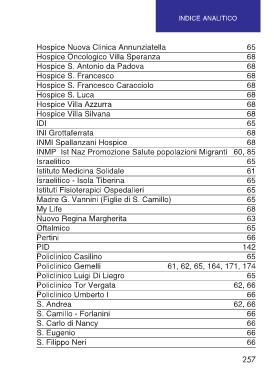 INDICE ANALITICO
Hospice Nuova Clinica Annunziatella 65
Hospice Oncologico Villa Speranza 68
Hospice S. Antonio da Padova 68
Hospice S. Francesco 68
Hospice S. Francesco Caracciolo 68
Hospice S. Luca 68
Hospice Villa Azzurra 68
Hospice Villa Silvana 68
IDI 65
INI Grottaferrata 68
INMI Spallanzani Hospice 68
INMP Ist Naz Promozione Salute popolazioni Migranti 60, 85
Israelitico 65
Istituto Medicina Solidale 61
Israelitico - Isola Tiberina 65
Istituti Fisioterapici Ospedalieri 65
Madre G. Vannini (Figlie di S. Camillo) 65
My Life 68
Nuovo Regina Margherita 63
Oftalmico 65
Pertini 66
PID 142
Policlinico Casilino 65
Policlinico Gemelli 61, 62, 65, 164, 171, 174
Policlinico Luigi Di Liegro 65
Policlinico Tor Vergata 62, 66
Policlinico Umberto I 66
S. Andrea 62, 66
S. Camillo - Forlanini 66
S. Carlo di Nancy 66
S. Eugenio 66
S. Filippo Neri 66
257